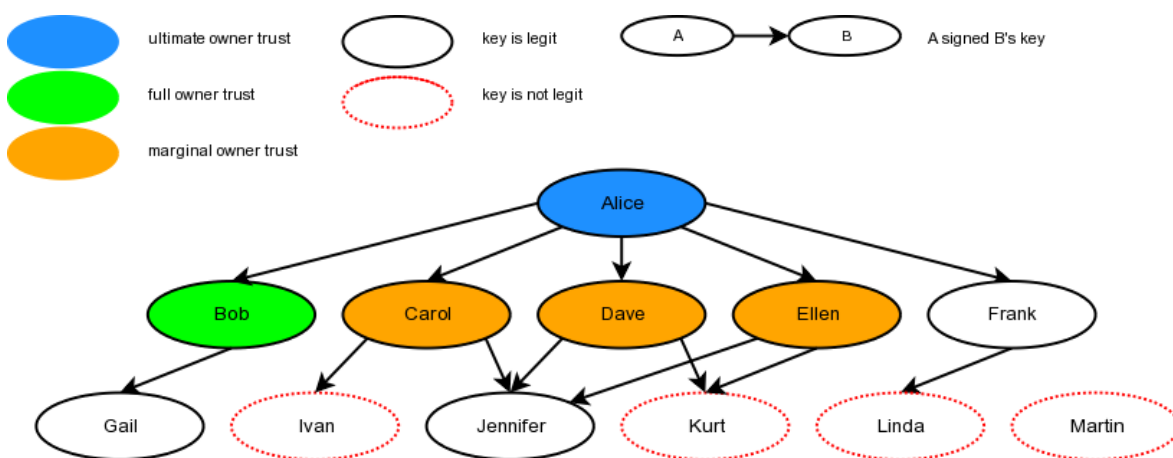 ultimate owner trust
key is legit
A
B
A signed B's key
full owner trust
key is not legit
marginal owner trust
Alice
Bob
Carol
Dave
Ellen
Frank
Gail
Ivan
Jennifer
Kurt
Linda
Martin